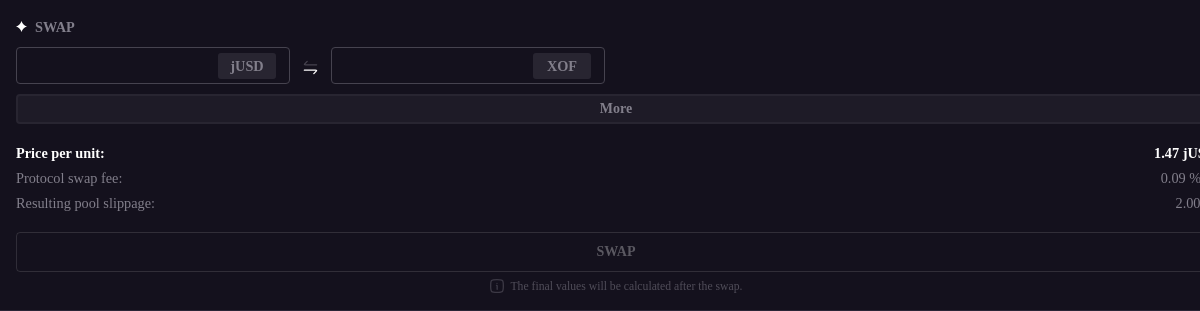 SWAP
jUSD
XOF
More
Price per unit: 1.47
Protocol swap fee: 0.09 %
Resulting pool slippage: 2.00
SWAP
The final values will be calculated after the swap.